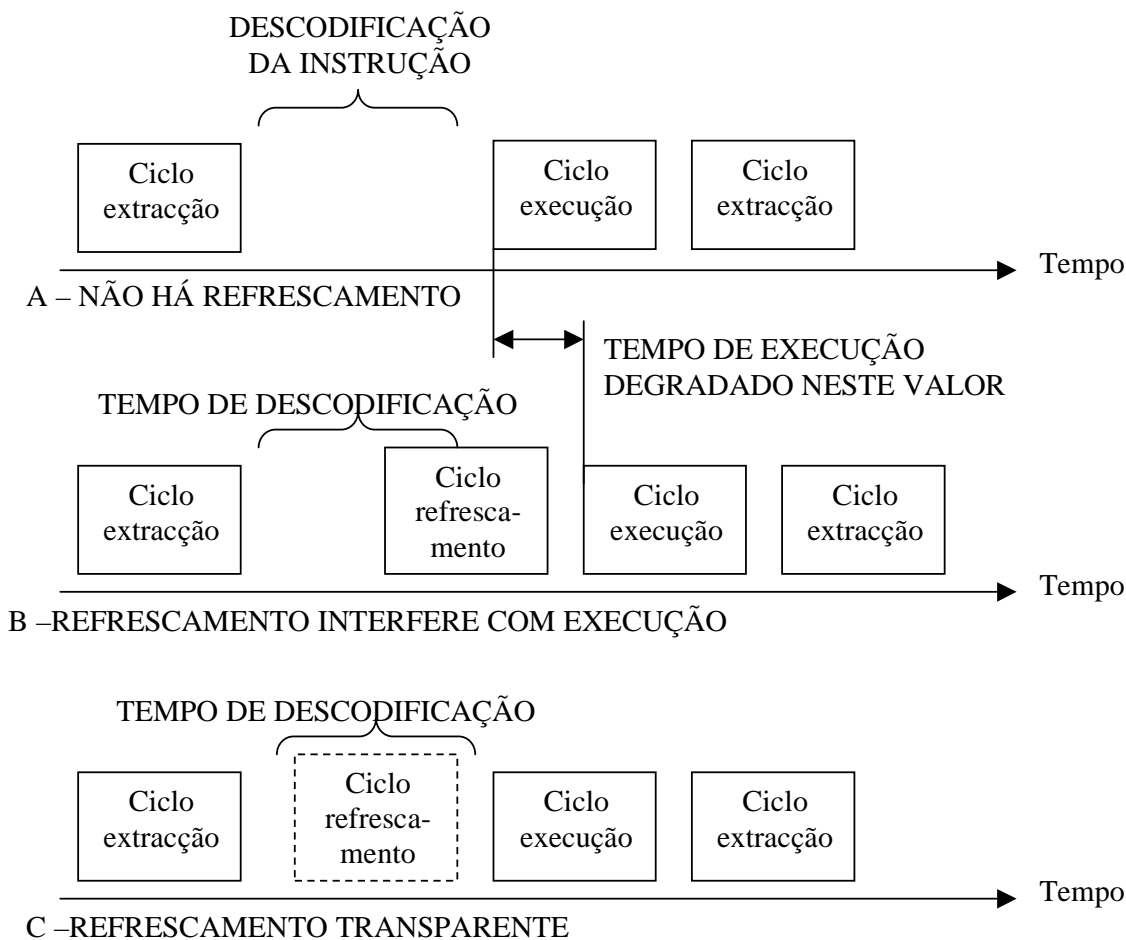 DESCODIFICAÇÃO
DA INSTRUÇÃO
Ciclo
extracção
Ciclo
execução
Ciclo
extracção
Tempo
A – NÃO HÁ REFRESCAMENTO
TEMPO DE EXECUÇÃO
DEGRADADO NESTE VALOR
TEMPO DE DESCODIFICAÇÃO
Ciclo
extracção
Ciclo
refresca-
mento
Ciclo
execução
Ciclo
extracção
Tempo
B –REFRESCAMENTO INTERFERE COM EXECUÇÃO
TEMPO DE DESCODIFICAÇÃO
Ciclo
extracção
Ciclo
refresca-
mento
Ciclo
execução
Ciclo
extracção
Tempo
C –REFRESCAMENTO TRANSPARENTE